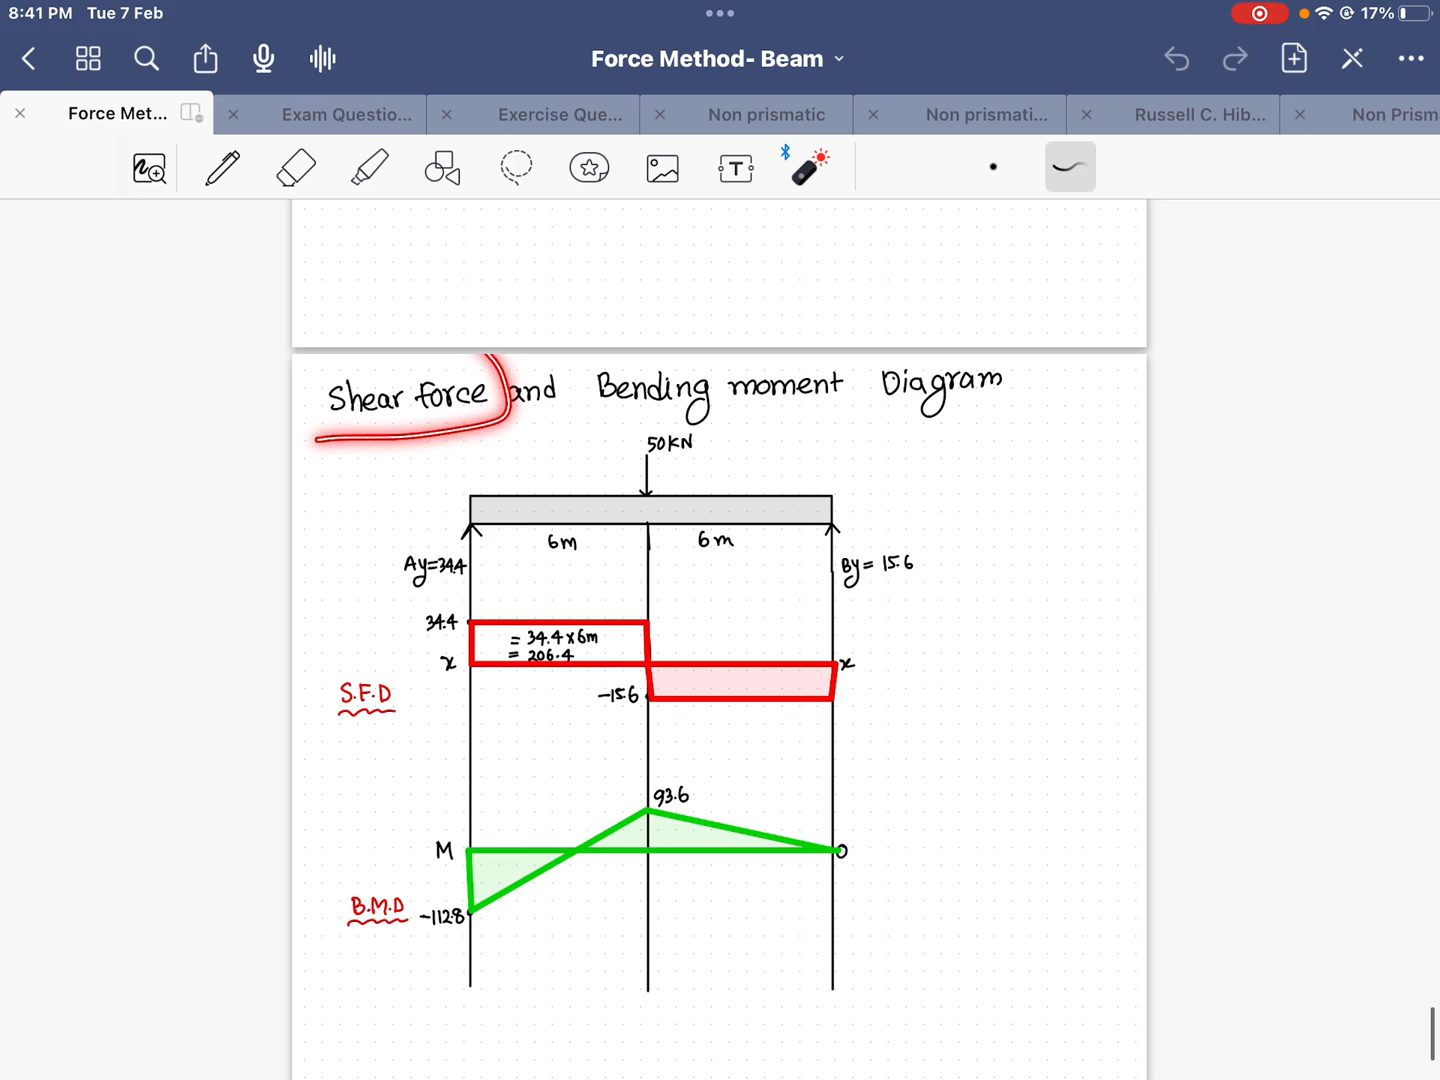 8:41 PM Tue 7 Feb
17%
Force Method- Beam
Force Met...
Exam Questio...
Exercise Que...
Non prismatic
Non prismati...
Russell C. Hib...
Non Prism
T
Shear force and Bending moment Diagram
50KN
6m
6m
Ay=34.4
By= 15.6
34.4
= 34.4x6m
= 206.4
x
x
S.F.D
-15.6
93.6
M
0
B.M.D
-112.8